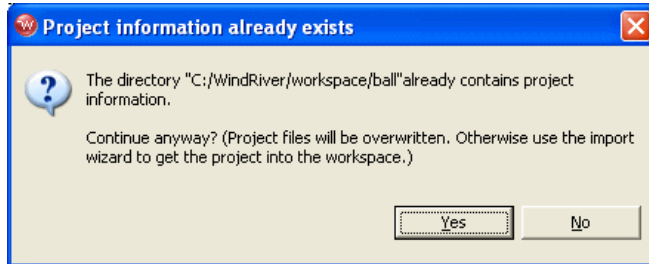 Project information already exists
The directory "C:/WindRiver/workspace/ball"already contains project
information.
Continue anyway? (Project files will be overwritten. Otherwise use the import
wizard to get the project into the workspace.)
Yes No